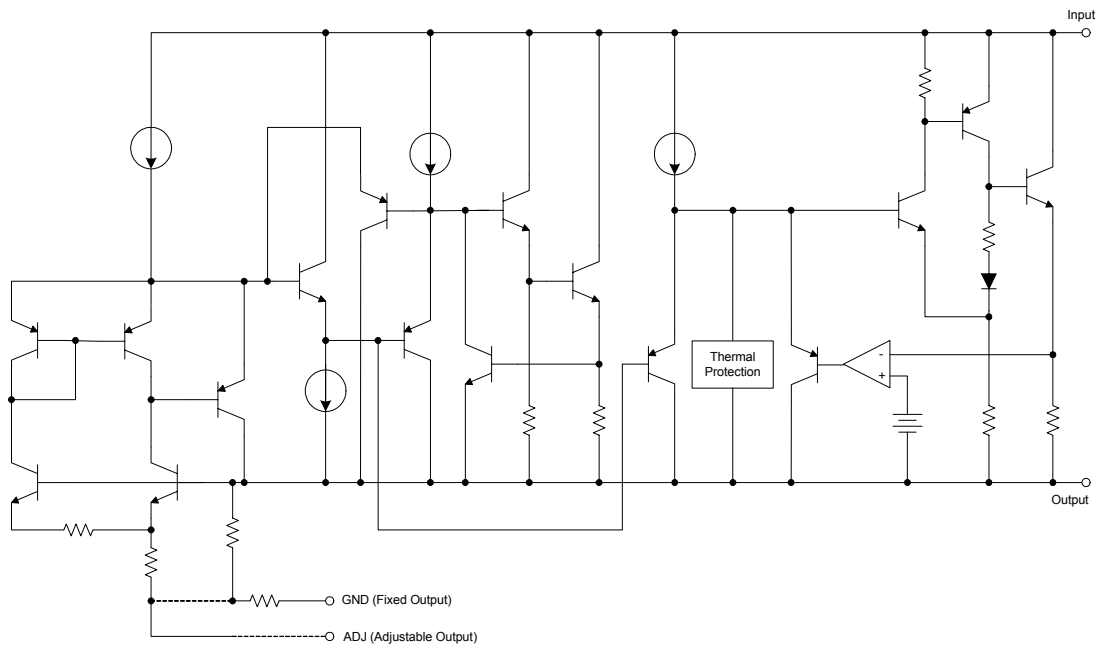 Input
Thermal
Protection
-
+
Output
GND (Fixed Output)
ADJ (Adjustable Output)